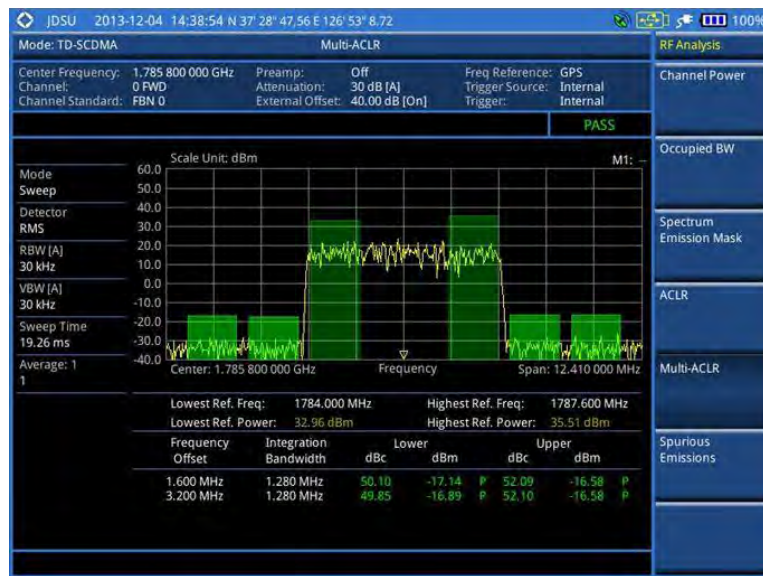 JDSU 2013-12-04 14:38:54 N 37' 28" 47,56 E 126' 53" 8.72 100%
Mode: TD-SCDMA Multi-ACLR RF Analysis
Center Frequency: 1.785 800 000 GHz Preamp: Off Freq Reference: GPS
Channel: 0 FWD Attenuation: 30 dB [A] Trigger Source: Internal
Channel Standard: FBN 0 External Offset: 40.00 dB [On] Trigger: Internal
PASS
Channel Power
Occupied BW
Spectrum
Emission Mask
ACLR
Multi-ACLR
Spurious
Emissions
Mode
Sweep
Detector
RMS
RBW [A]
30 kHz
VBW [A]
30 kHz
Sweep Time
19.26 ms
Average: 1
1
Scale Unit: dBm M1: --
60.0
50.0
40.0
30.0
20.0
10.0
0.0
-10.0
-20.0
-30.0
-40.0
Center: 1.785 800 000 GHz Frequency Span: 12.410 000 MHz
Lowest Ref. Freq: 1784.000 MHz Highest Ref. Freq: 1787.600 MHz
Lowest Ref. Power: 32.96 dBm Highest Ref. Power: 35.51 dBm
Frequency Integration Lower Upper
Offset Bandwidth dBc dBm dBc dBm
1.600 MHz 1.280 MHz 50.10 -17.14 P 52.09 -16.58 P
3.200 MHz 1.280 MHz 49.85 -16.89 P 52.10 -16.58 P